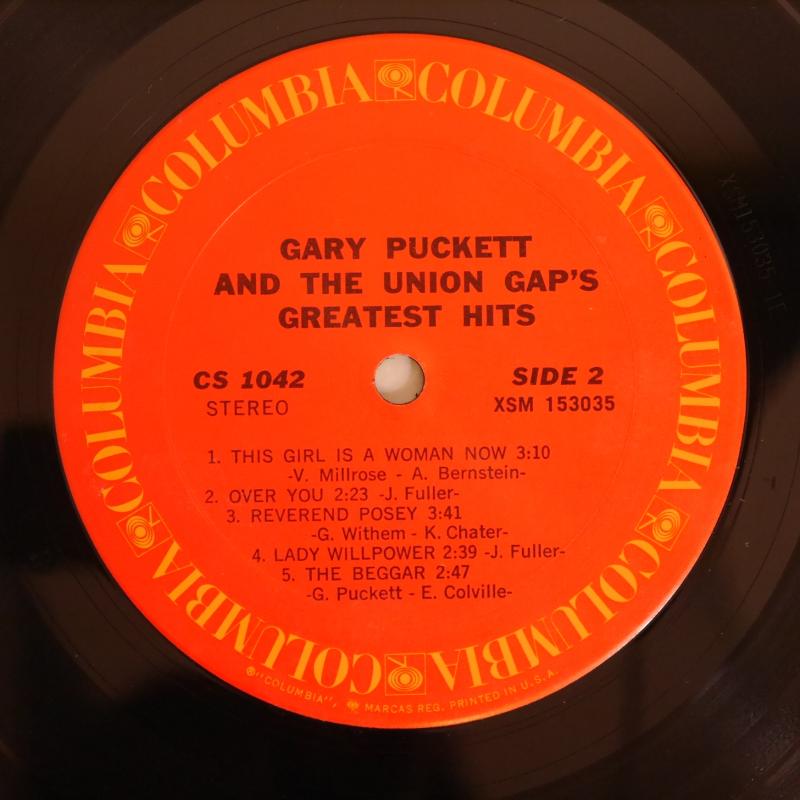 COLUMBIA COLUMBIA COLUMBIA COLUMBIA COLUMBIA COLUMBIA COLUMBIA COLUMBIA
GARY PUCKETT
AND THE UNION GAP'S
GREATEST HITS
CS 1042
STEREO
SIDE 2
XSM 153035
1. THIS GIRL IS A WOMAN NOW 3:10
-V. Millrose - A. Bernstein-
2. OVER YOU 2:23 -J. Fuller-
3. REVEREND POSEY 3:41
-G. Withem - K. Chater-
4. LADY WILLPOWER 2:39 -J. Fuller-
5. THE BEGGAR 2:47
-G. Puckett - E. Colville-
®"COLUMBIA", MARCAS REG. PRINTED IN U.S.A.